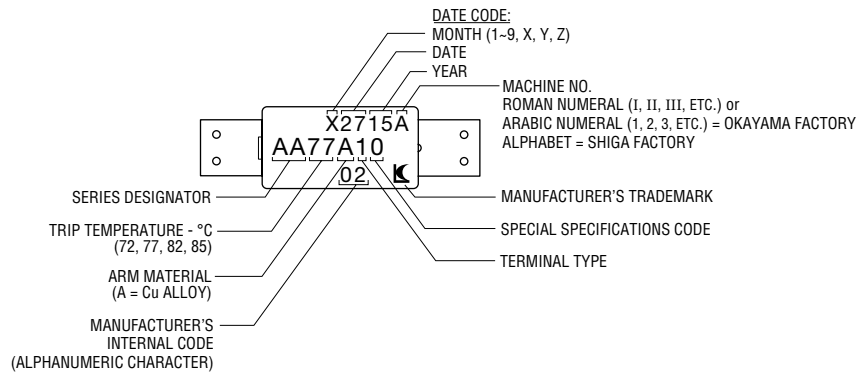 DATE CODE:
MONTH (1~9, X, Y, Z)
DATE
YEAR
MACHINE NO.
ROMAN NUMERAL (I, II, III, ETC.) or
ARABIC NUMERAL (1, 2, 3, ETC.) = OKAYAMA FACTORY
ALPHABET = SHIGA FACTORY
X2715A
AA77A10
02
K
SERIES DESIGNATOR
TRIP TEMPERATURE - °C
(72, 77, 82, 85)
ARM MATERIAL
(A = Cu ALLOY)
MANUFACTURER'S
INTERNAL CODE
(ALPHANUMERIC CHARACTER)
MANUFACTURER'S TRADEMARK
SPECIAL SPECIFICATIONS CODE
TERMINAL TYPE